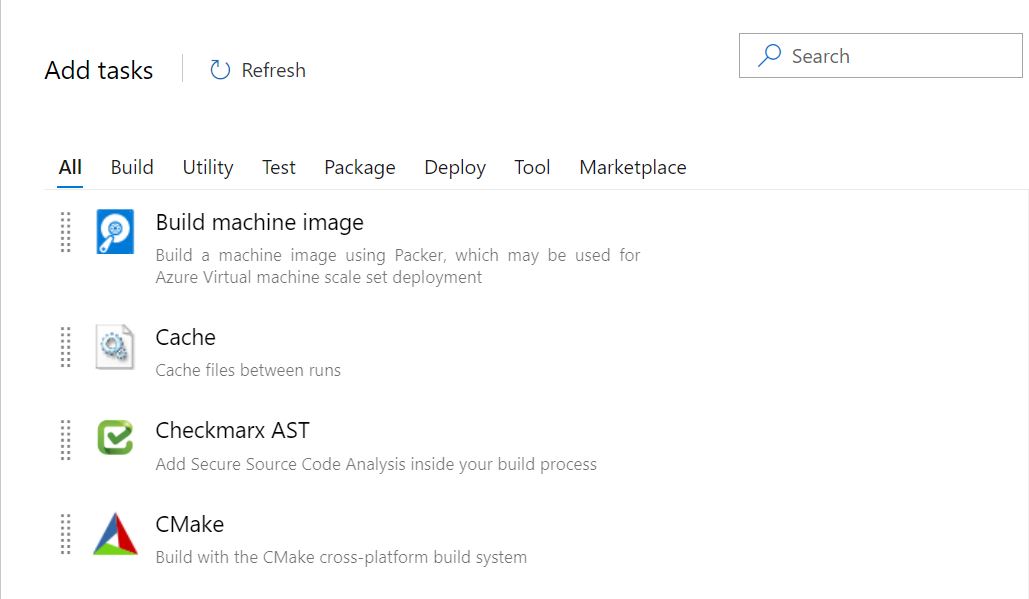 Add tasks
Refresh
Search
All Build Utility Test Package Deploy Tool Marketplace
Build machine image
Build a machine image using Packer, which may be used for
Azure Virtual machine scale set deployment
Cache
Cache files between runs
Checkmarx AST
Add Secure Source Code Analysis inside your build process
CMake
Build with the CMake cross-platform build system